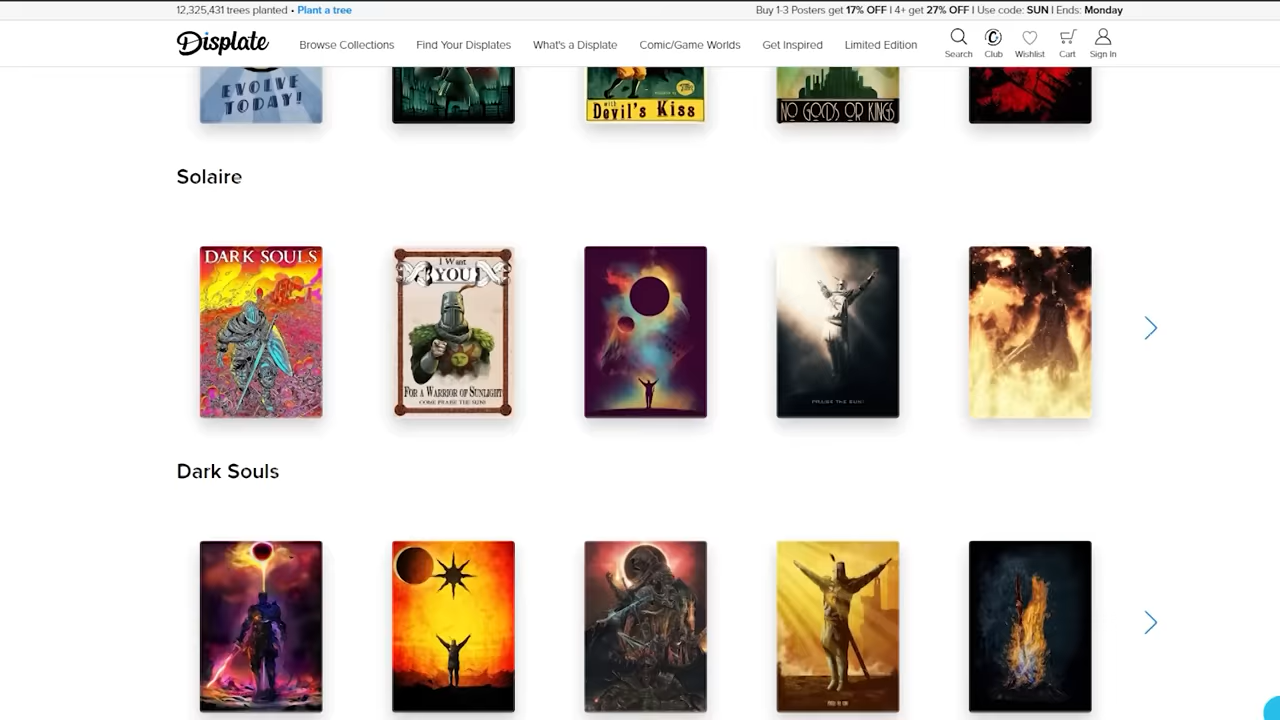 12,325,431 trees planted • Plant a tree
Buy 1-3 Posters get 17% OFF | 4+ get 27% OFF | Use code: SUN | Ends: Monday
Displate
Browse Collections
Find Your Displates
What's a Displate
Comic/Game Worlds
Get Inspired
Limited Edition
Search
Club
Wishlist
Cart
Sign In
EVOLVE
TODAY!
with
Devil's Kiss
NO GODS OR KINGS
Solaire
DARK SOULS
I Want
YOU
FOR A WARRIOR OF SUNLIGHT
COME PRAISE THE SUN!
PRAISE THE SUN!
Dark Souls